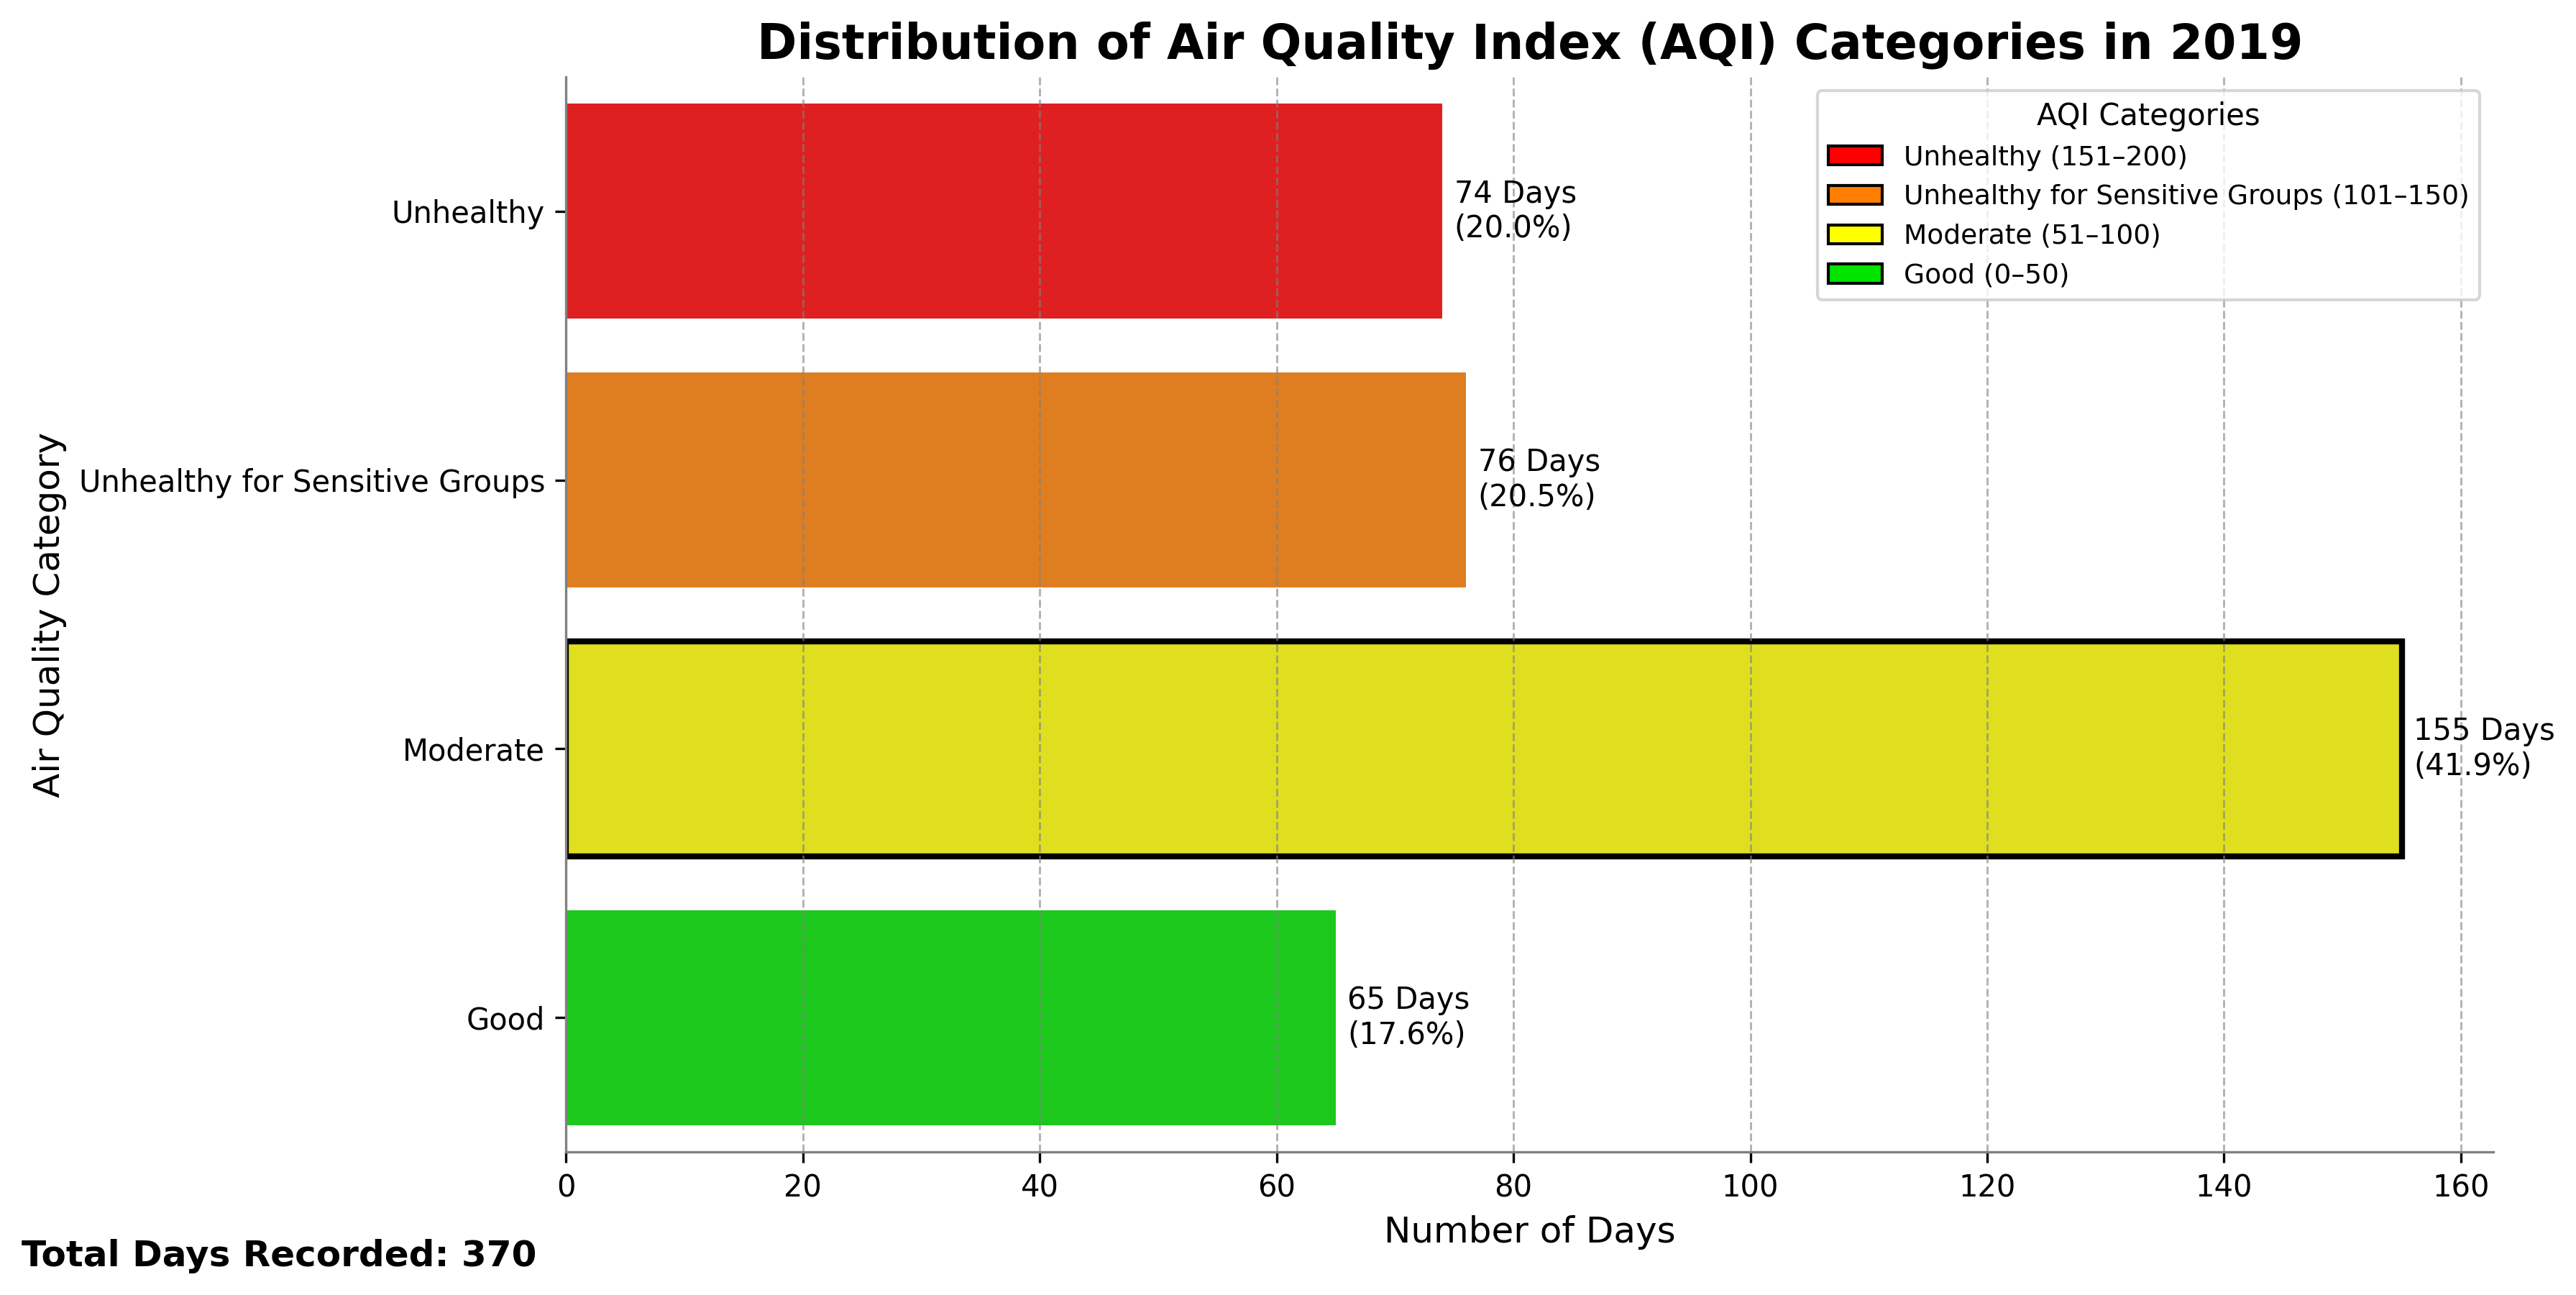 Distribution of Air Quality Index (AQI) Categories in 2019
AQI Categories
Unhealthy (151–200)
Unhealthy for Sensitive Groups (101–150)
Moderate (51–100)
Good (0–50)
Air Quality Category
Unhealthy
74 Days
(20.0%)
Unhealthy for Sensitive Groups
76 Days
(20.5%)
Moderate
155 Days
(41.9%)
Good
65 Days
(17.6%)
0 20 40 60 80 100 120 140 160
Number of Days
Total Days Recorded: 370